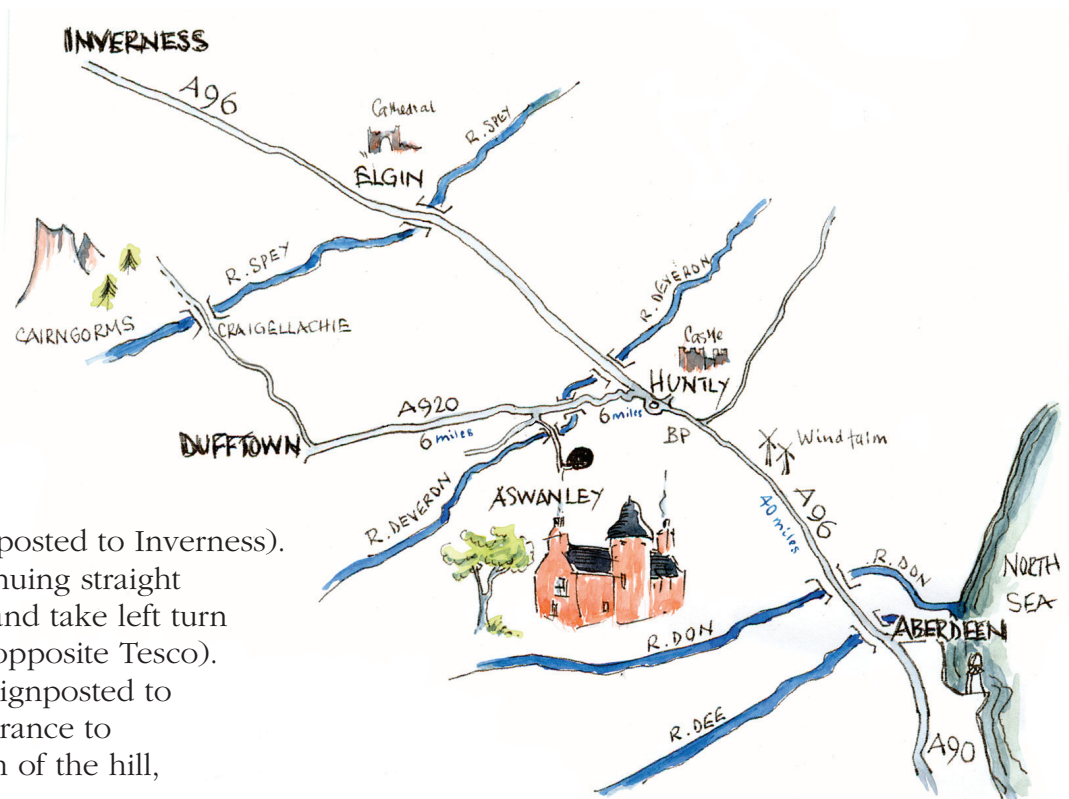 INVERNESS
A96
Cathedral
R. SPEY
ELGIN
R. SPEY
R. DEVERON
CAIRNGORMS
CRAIGELLACHIE
Castle
HUNTLY
A920
6 miles
6 miles
DUFFTOWN
BP
Windfarm
ASWANLEY
R. DEVERON
A96
40 miles
R. DON
NORTH
SEA
ABERDEEN
R. DON
R. DEE
A90
posted to Inverness).
nuing straight
and take left turn
opposite Tesco).
ignposted to
rance to
of the hill,